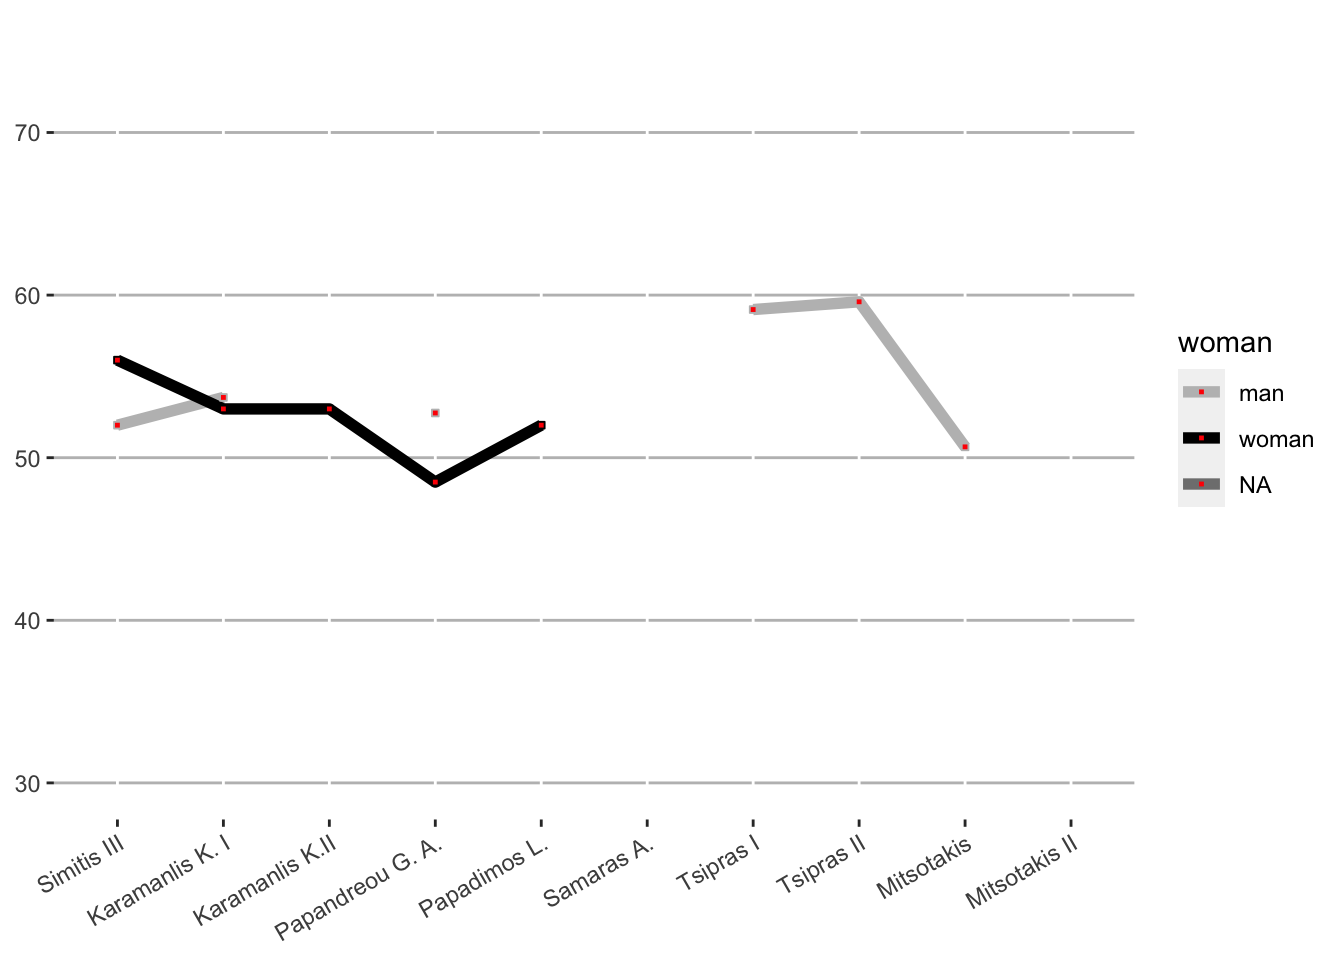 70
60
50
40
30
Simitis III
Karamanlis K. I
Karamanlis K.II
Papandreou G. A.
Papadimos L.
Samaras A.
Tsipras I
Tsipras II
Mitsotakis
Mitsotakis II
woman
man
woman
NA